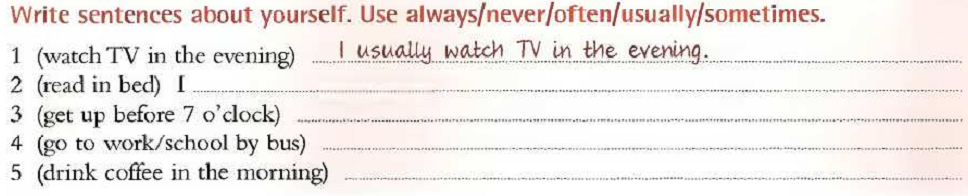 Write sentences about yourself. Use always/never/often/usually/sometimes.
1 (watch TV in the evening) I usually watch TV in the evening.
2 (read in bed) I
3 (get up before 7 o'clock)
4 (go to work/school by bus)
5 (drink coffee in the morning)